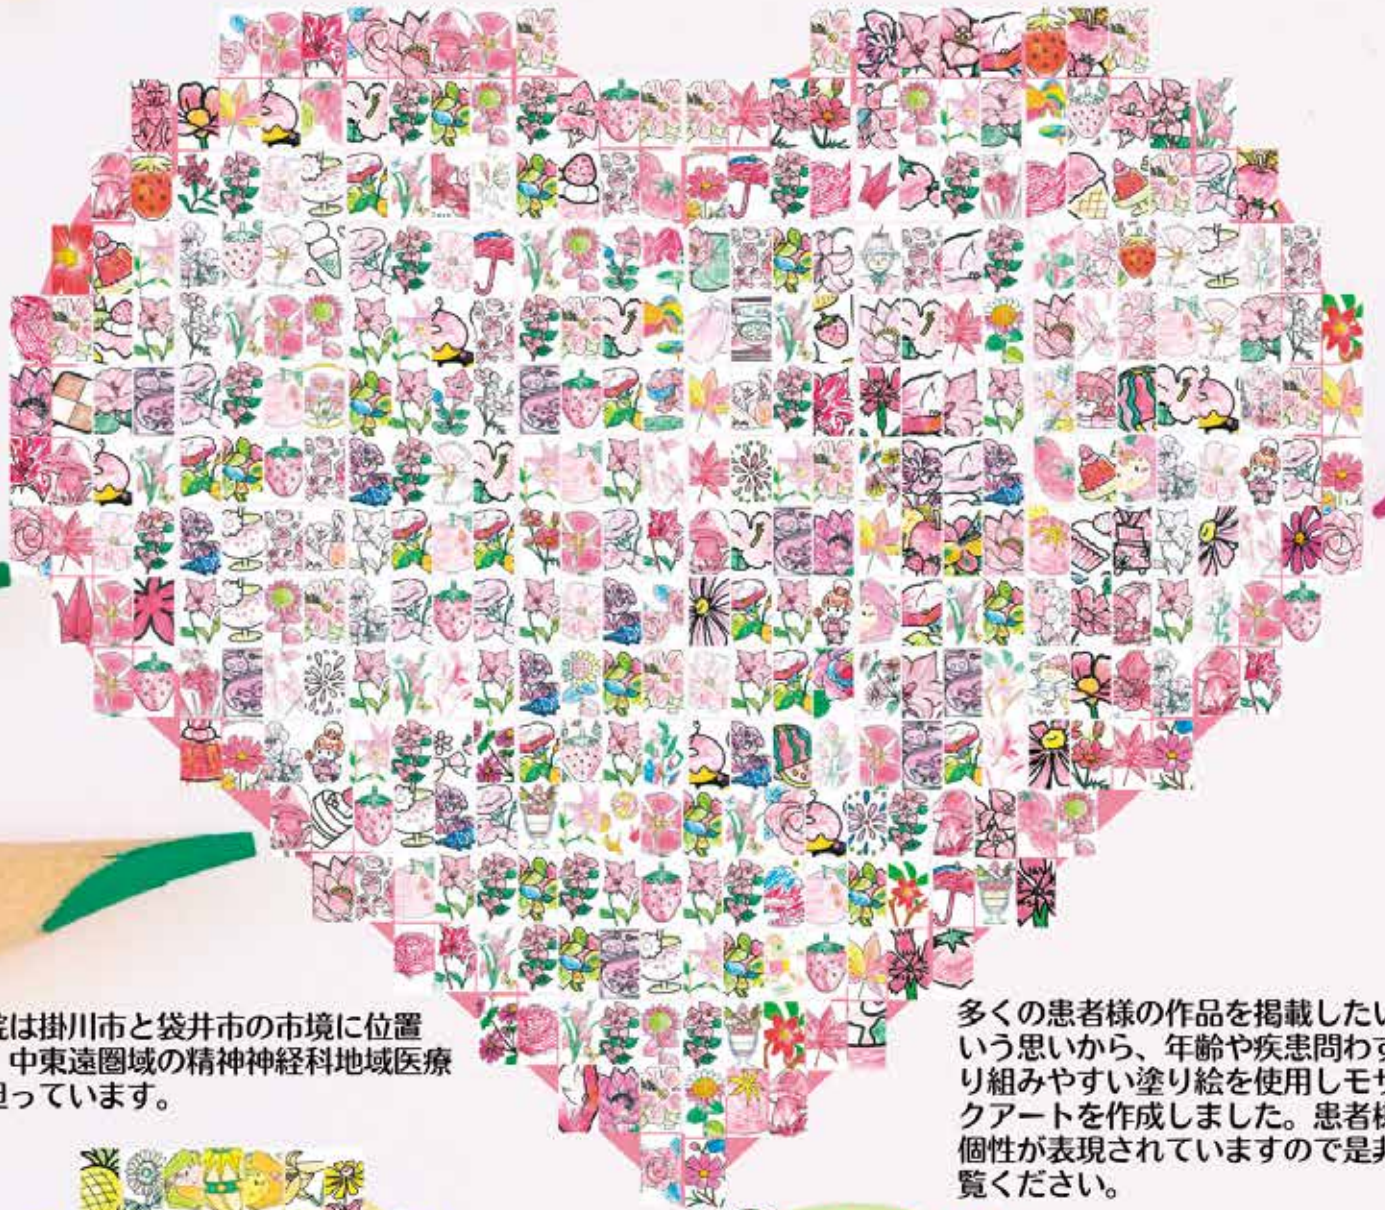 院は掛川市と袋井市の市境に位置
、中東遠圏域の精神神経科地域医療
担っています。
多くの患者様の作品を掲載したい
いう思いから、年齢や疾患問わず
り組みやすい塗り絵を使用しモザ
クアートを作成しました。患者様
個性が表現されていますので是非
覧ください。